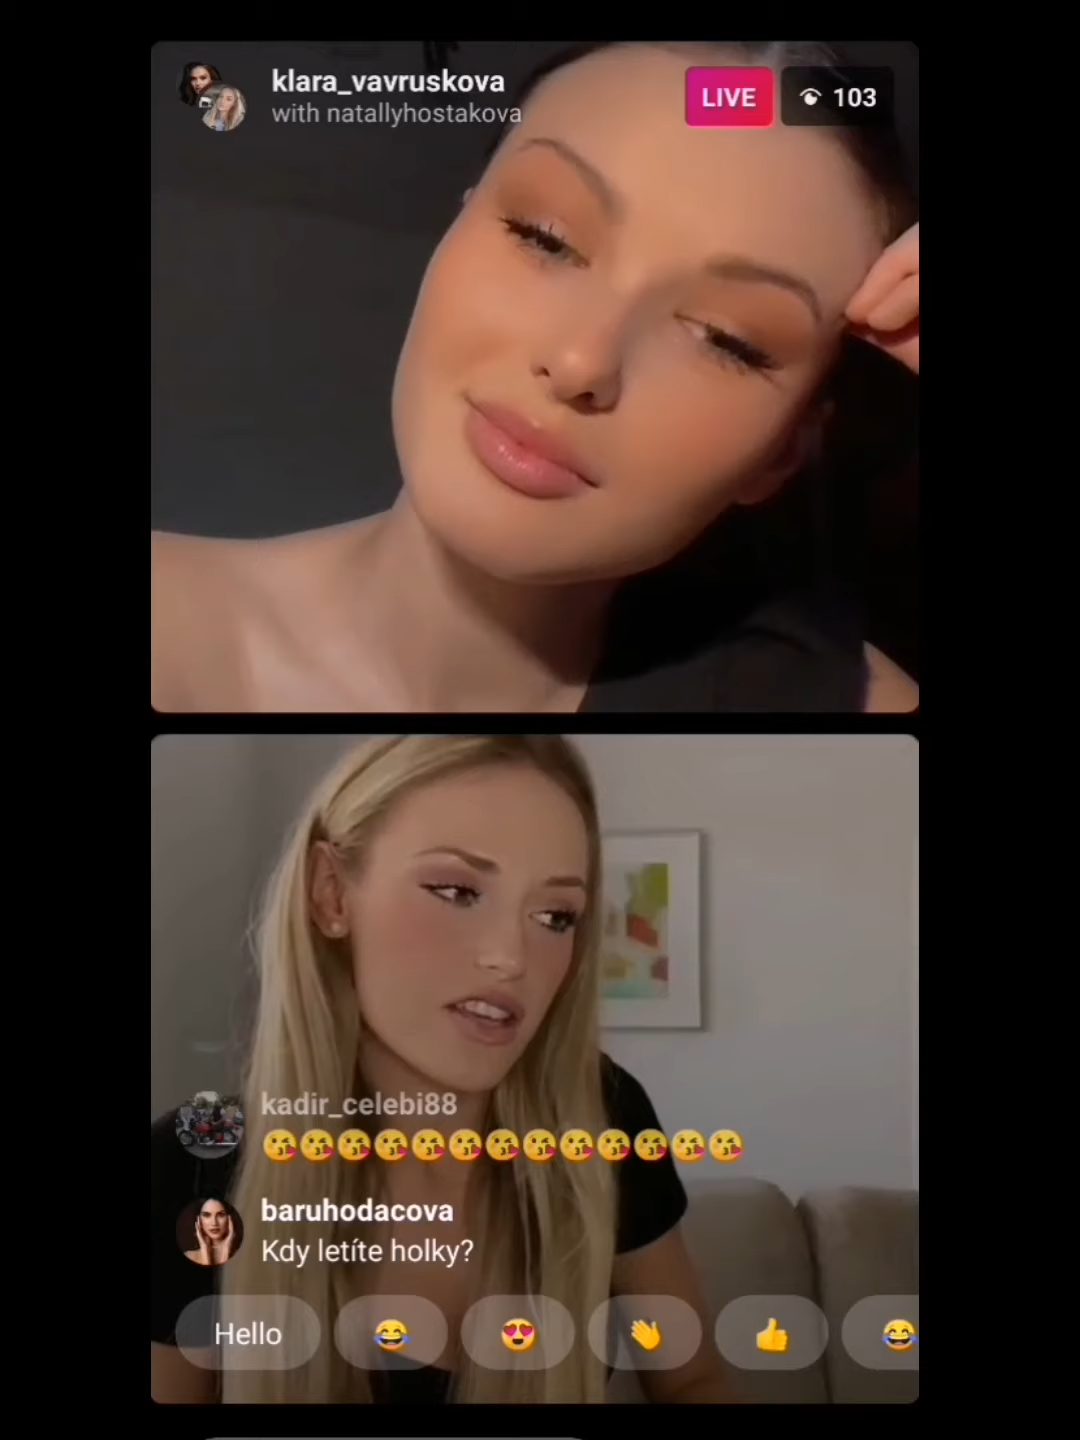 klara_vavruskova
with natallyhostakova
LIVE
103
kadir_celebi88
😘😘😘😘😘😘😘😘😘😘😘😘😘
baruhodacova
Kdy letíte holky?
Hello 😂 😍 👋 👍 😂